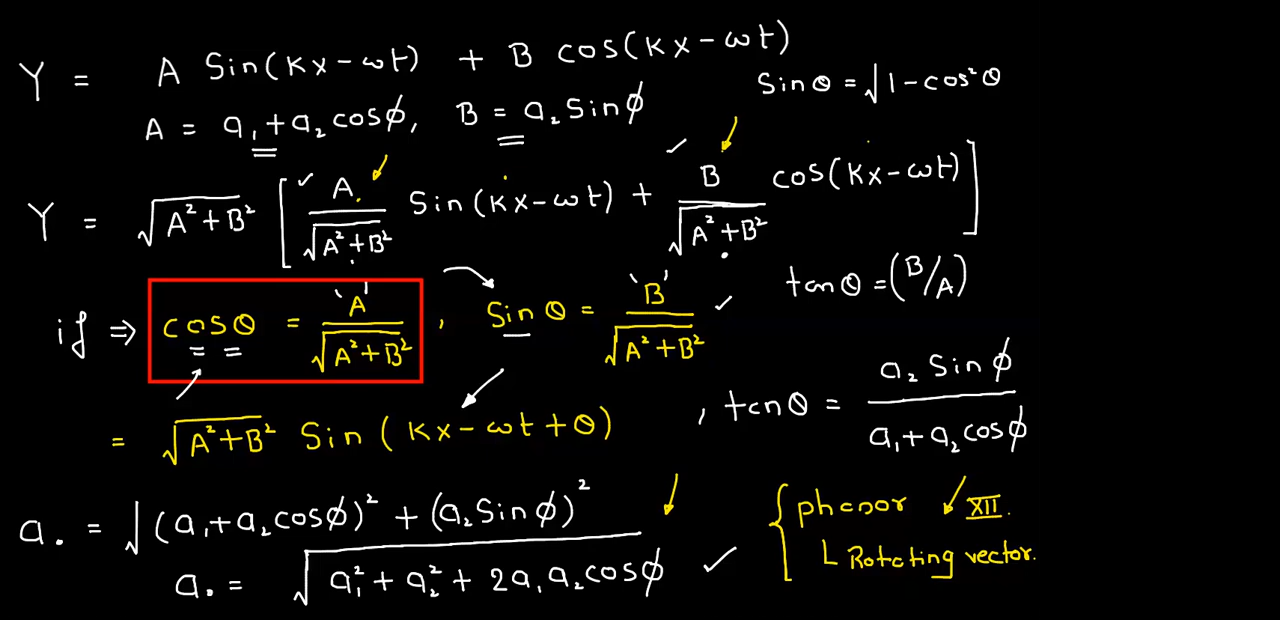 Y = A Sin(Kx-ωt) + B cos(Kx-ωt)
Sinθ = √1-cos²θ
A = a₁+a₂cosϕ, B = a₂Sinϕ
Y = √A²+B² [ A/√A²+B² Sin(Kx-ωt) + B/√A²+B² cos(Kx-ωt) ]
tanθ = (B/A)
if ⇒ cosθ = 'A'/√A²+B² , Sinθ = 'B'/√A²+B²
= √A²+B² Sin(Kx-ωt+θ)
, tanθ = a₂Sinϕ/a₁+a₂cosϕ
a₀ = √(a₁+a₂cosϕ)² + (a₂Sinϕ)²
a₀ = √a₁²+a₂²+2a₁a₂cosϕ
{ phasor XII.
└ Rotating vector.